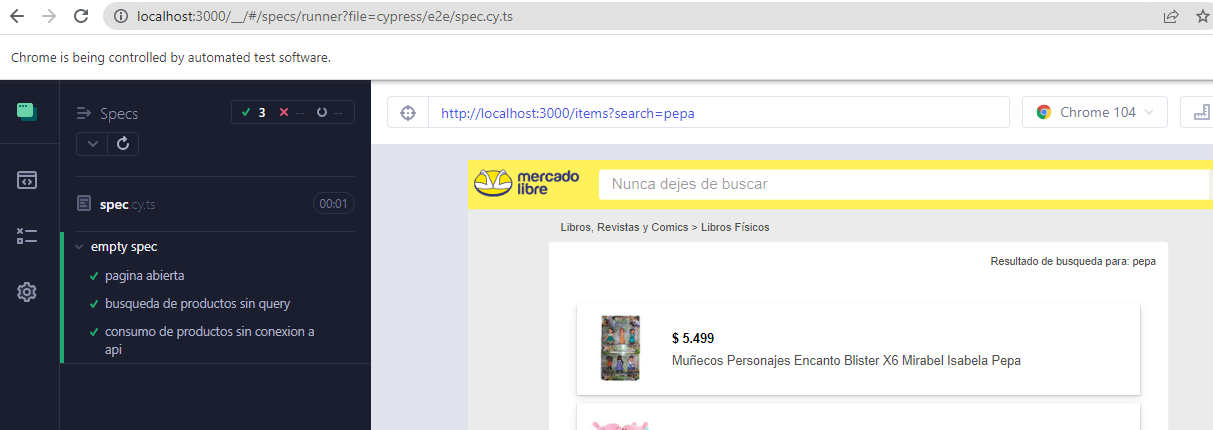 localhost:3000/__/#/specs/runner?file=cypress/e2e/spec.cy.ts
Chrome is being controlled by automated test software.
Specs
3 -- --
spec.cy.ts
00:01
empty spec
pagina abierta
busqueda de productos sin query
consumo de productos sin conexion a
api
http://localhost:3000/items?search=pepa
Chrome 104
mercado
libre
Nunca dejes de buscar
Libros, Revistas y Comics > Libros Físicos
Resultado de busqueda para: pepa
$ 5.499
Muñecos Personajes Encanto Blister X6 Mirabel Isabela Pepa